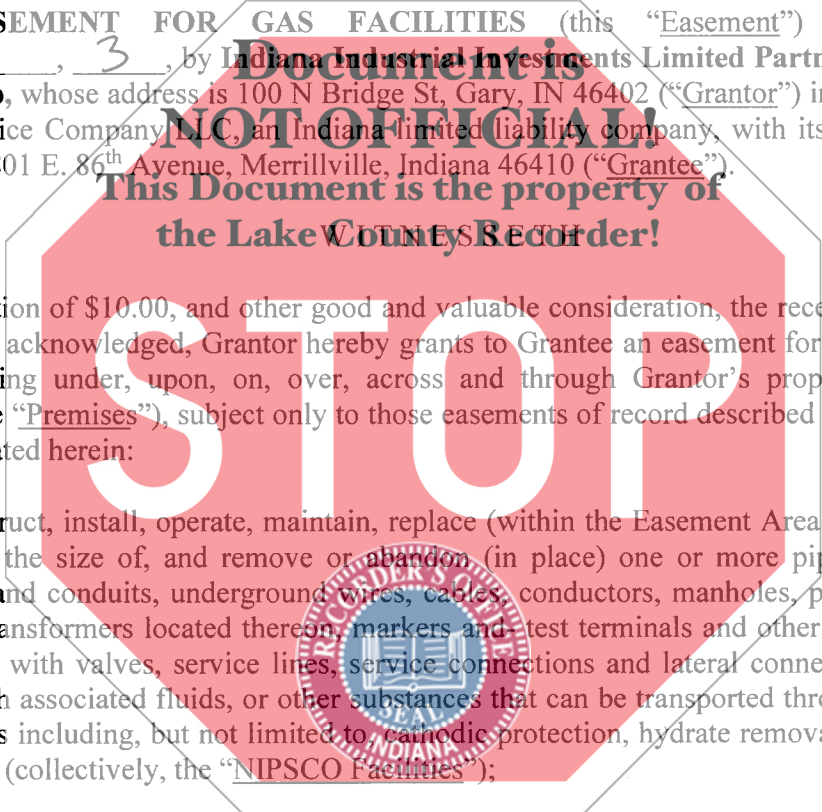 SEMENT FOR GAS FACILITIES (this “Easement”)
, 3 , by Indiana Industrial Investments Limited Partn
Document is
, whose address is 100 N Bridge St, Gary, IN 46402 (“Grantor”) in
ice Company LLC, an Indiana limited liability company, with its
NOT OFFICIAL!
01 E. 86th Avenue, Merrillville, Indiana 46410 (“Grantee”).
This Document is the property of
the Lake County Recorder!
W I T N E S S E T H
tion of $10.00, and other good and valuable consideration, the rece
acknowledged, Grantor hereby grants to Grantee an easement for
ing under, upon, on, over, across and through Grantor’s prop
“Premises”), subject only to those easements of record described
ted herein:
STOP
ruct, install, operate, maintain, replace (within the Easement Area
the size of, and remove or abandon (in place) one or more pip
nd conduits, underground wires, cables, conductors, manholes, p
ansformers located thereon, markers and- test terminals and other
with valves, service lines, service connections and lateral conne
h associated fluids, or other substances that can be transported thr
s including, but not limited to, cathodic protection, hydrate remova
(collectively, the “NIPSCO Facilities”);
RECORDER'S OFFICE
SEAL
INDIANA